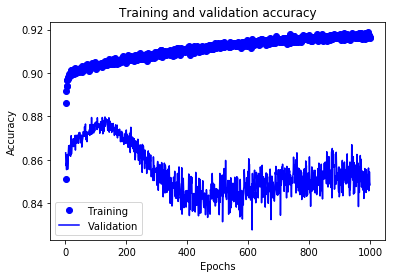 Training and validation accuracy
Accuracy
0.92
0.90
0.88
0.86
0.84
Training
Validation
0
200
400
600
800
1000
Epochs